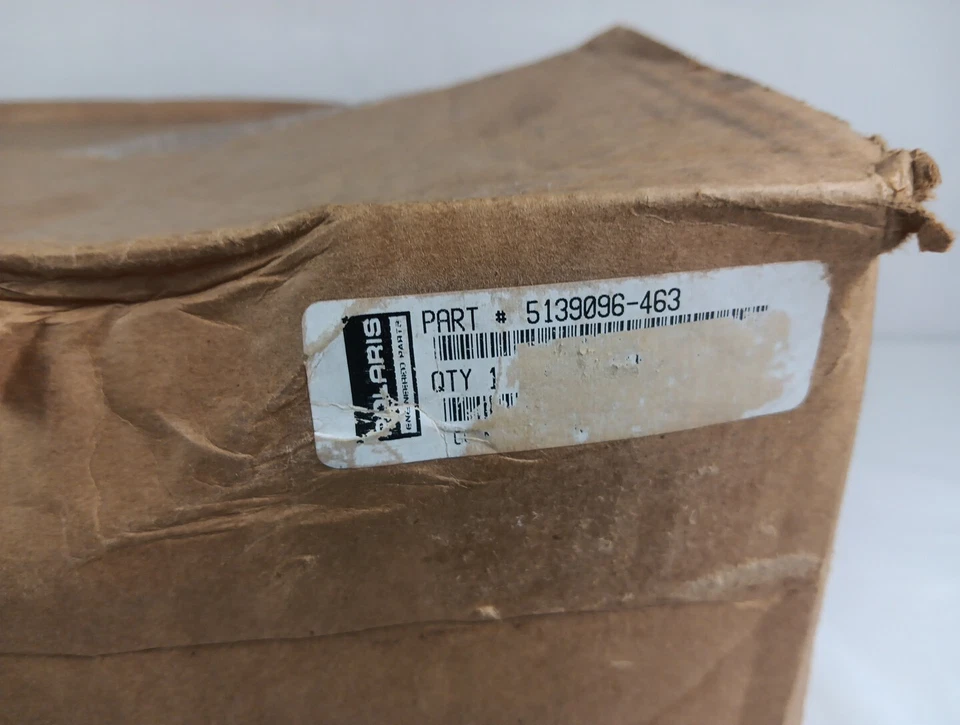 POLARIS
ENGINEERED PARTS
PART # 5139096-463
QTY 1